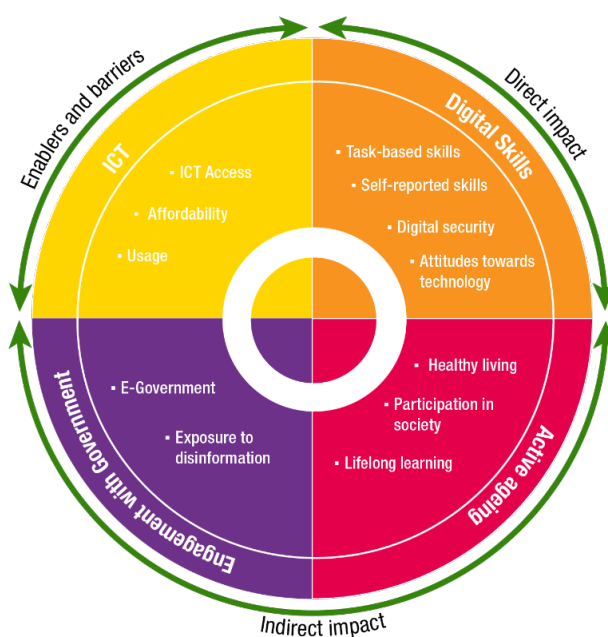 Enablers and barriers
Direct impact
ICT
▪ ICT Access
▪ Affordability
▪ Usage
Digital Skills
▪ Task-based skills
▪ Self-reported skills
▪ Digital security
▪ Attitudes towards
technology
Engagement with Government
▪ E-Government
▪ Exposure to
disinformation
Active ageing
▪ Healthy living
▪ Participation in
society
▪ Lifelong learning
Indirect impact